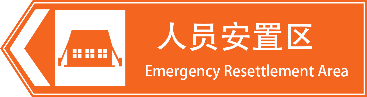 人员安置区
Emergency Resettlement Area